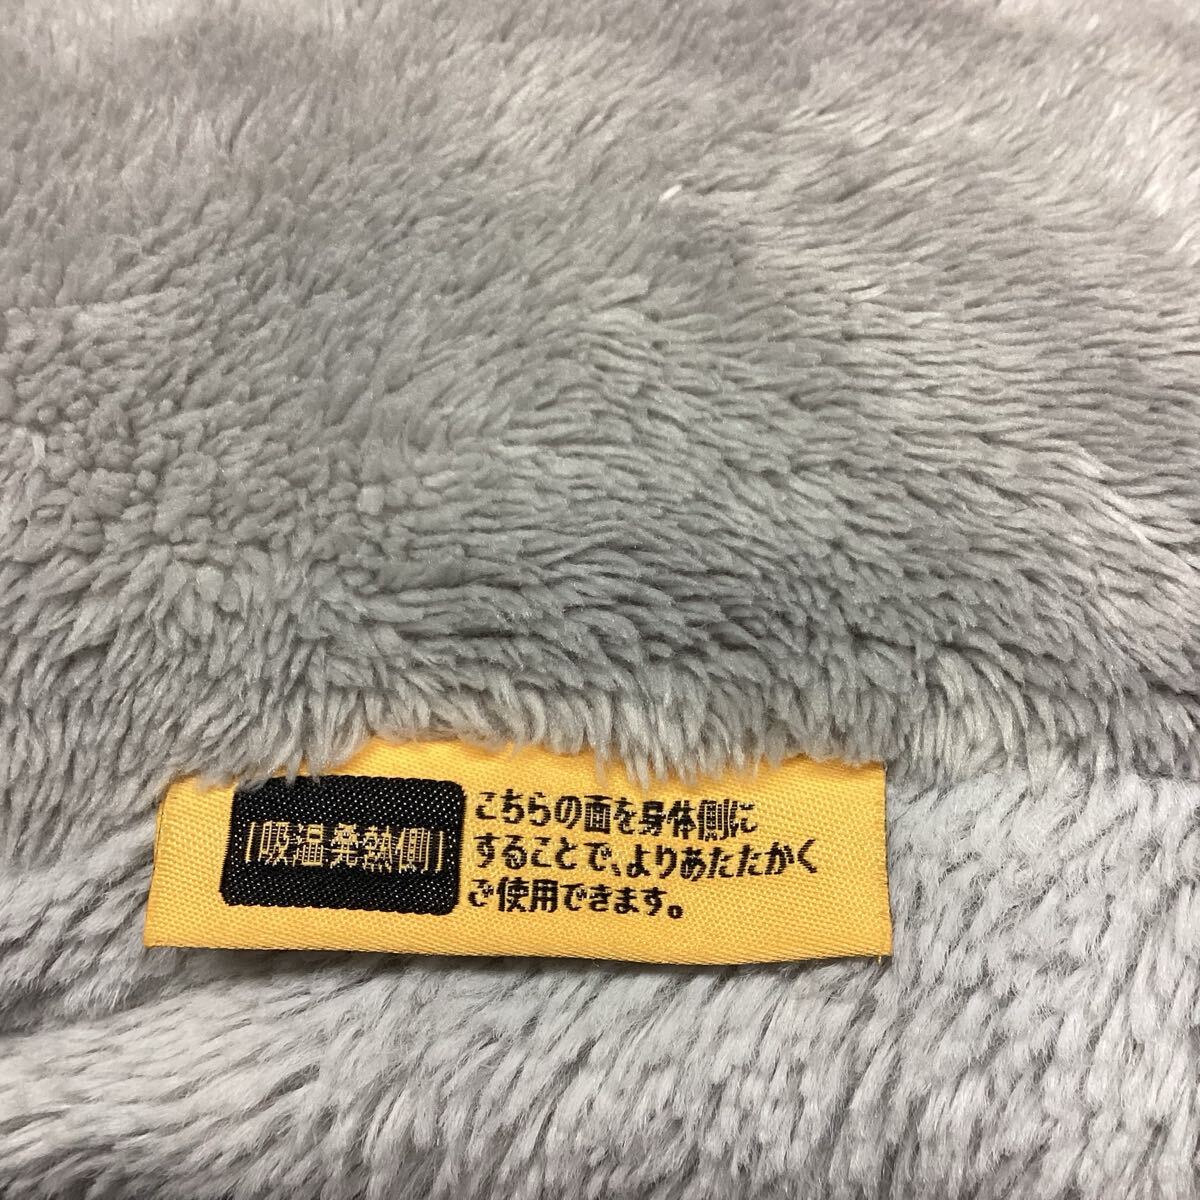 吸湿発熱側
こちらの面を身体側に
することで、よりあたたかく
ご使用できます。